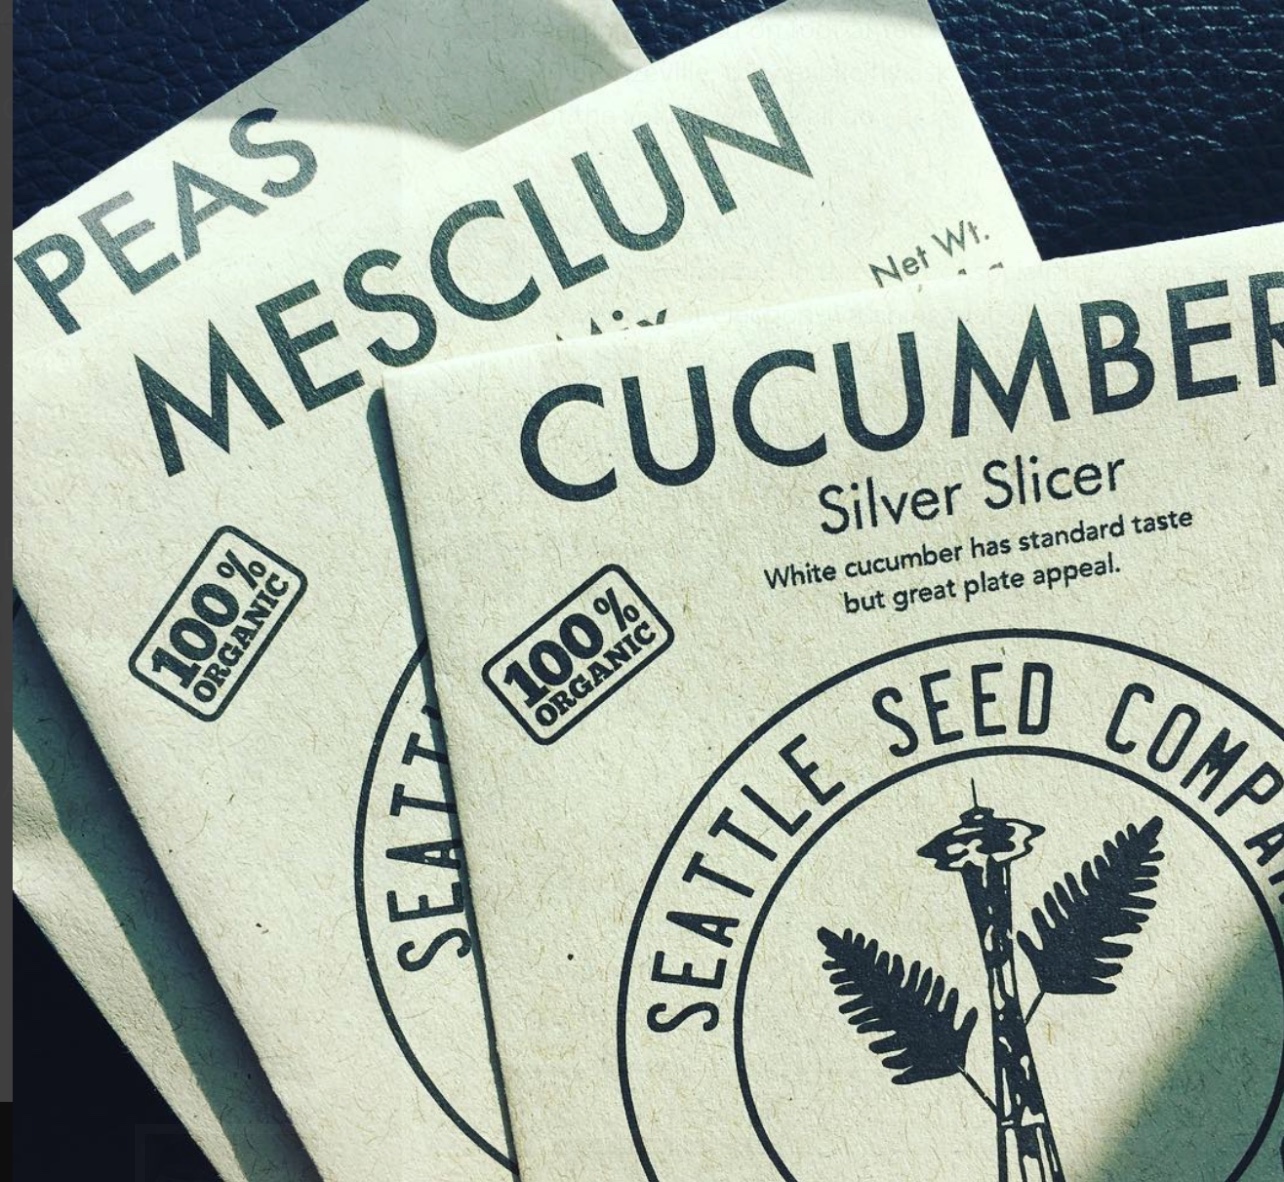 PEAS
MESCLUN
Mix
Net Wt.
100%
ORGANIC
SEATT
CUCUMBER
Silver Slicer
White cucumber has standard taste
but great plate appeal.
100%
ORGANIC
SEATTLE SEED COMPA